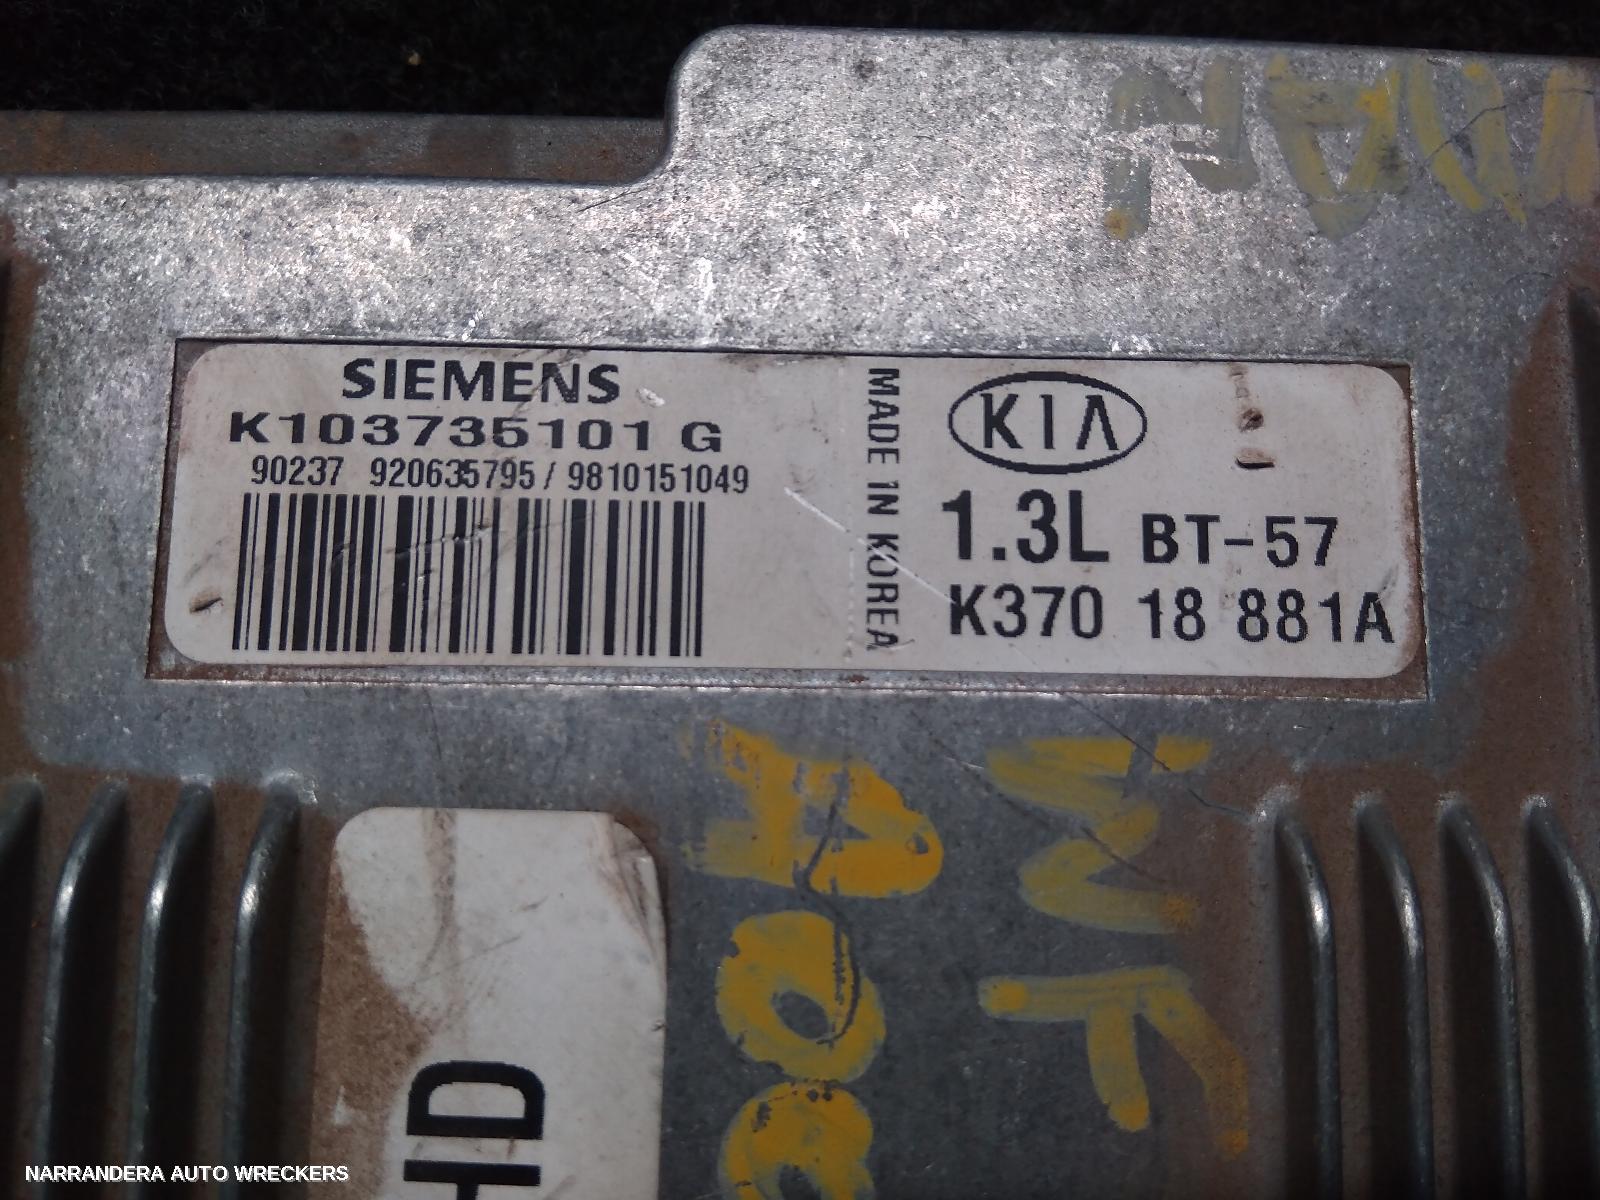 SIEMENS
K103735101 G
90237 920635795 / 9810151049
MADE IN KOREA
KIA
1.3L BT-57
K370 18 881A
HD
NARRANDERA AUTO WRECKERS